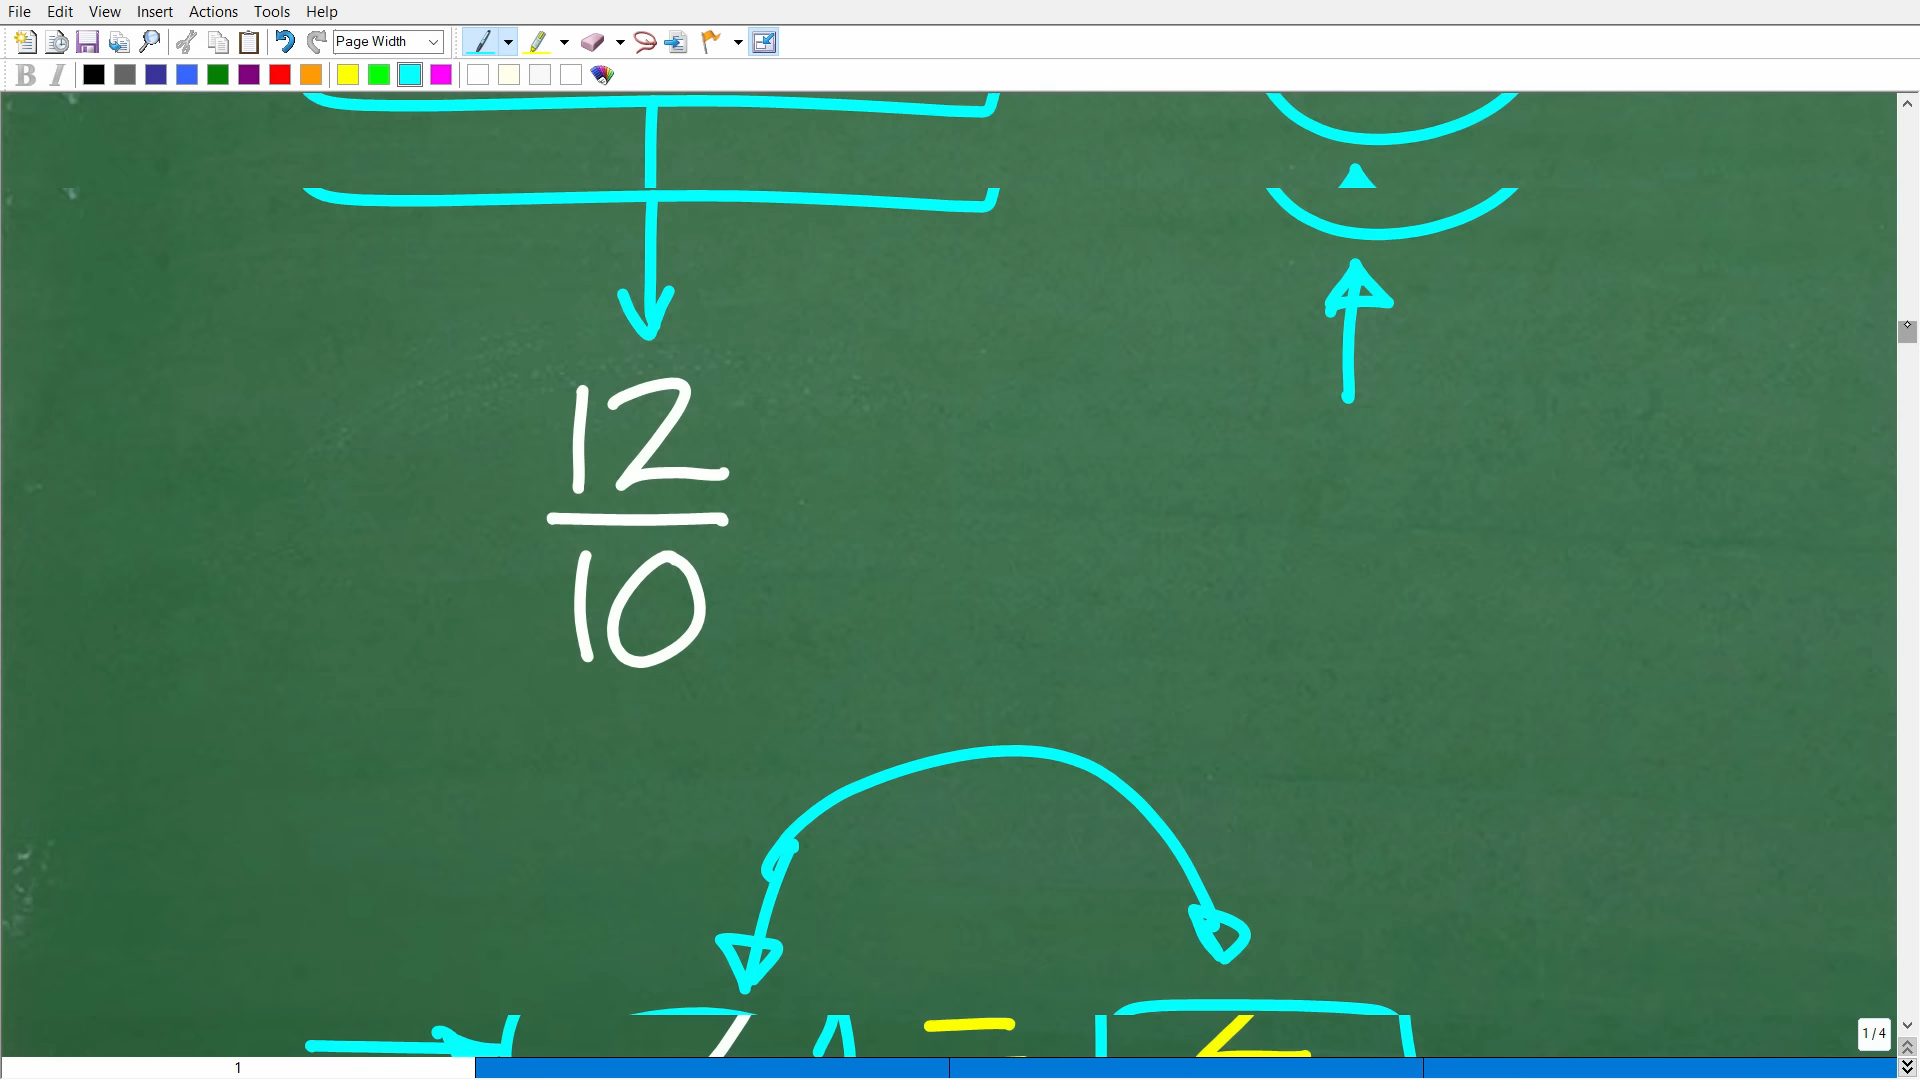 File Edit View Insert Actions Tools Help
Page Width
B I
12
10
=
1 / 4
1